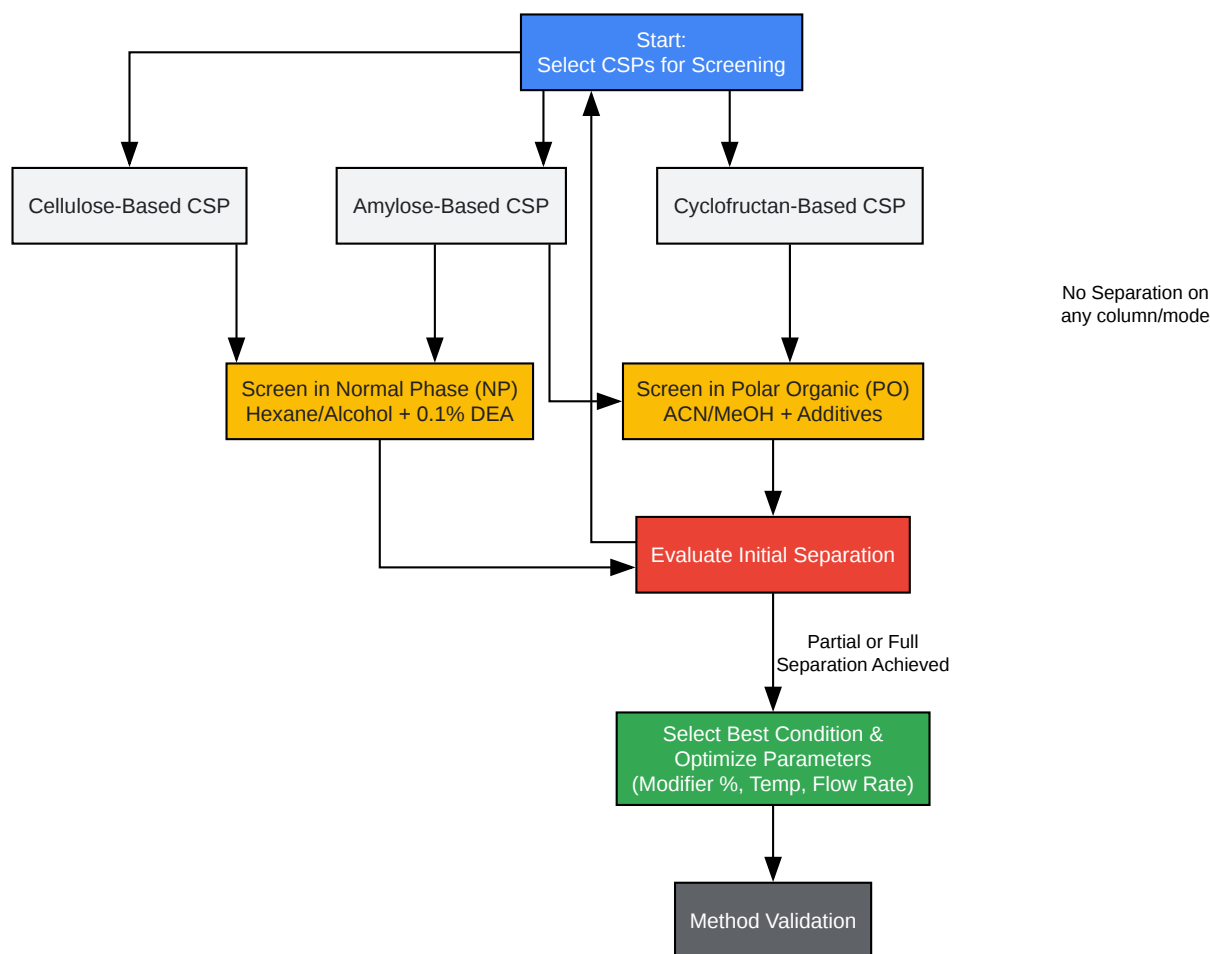 Start:
Select CSPs for Screening
Cellulose-Based CSP
Amylose-Based CSP
Cyclofructan-Based CSP
No Separation on
any column/mode
Screen in Normal Phase (NP)
Hexane/Alcohol + 0.1% DEA
Screen in Polar Organic (PO)
ACN/MeOH + Additives
Evaluate Initial Separation
Partial or Full
Separation Achieved
Select Best Condition &
Optimize Parameters
(Modifier %, Temp, Flow Rate)
Method Validation